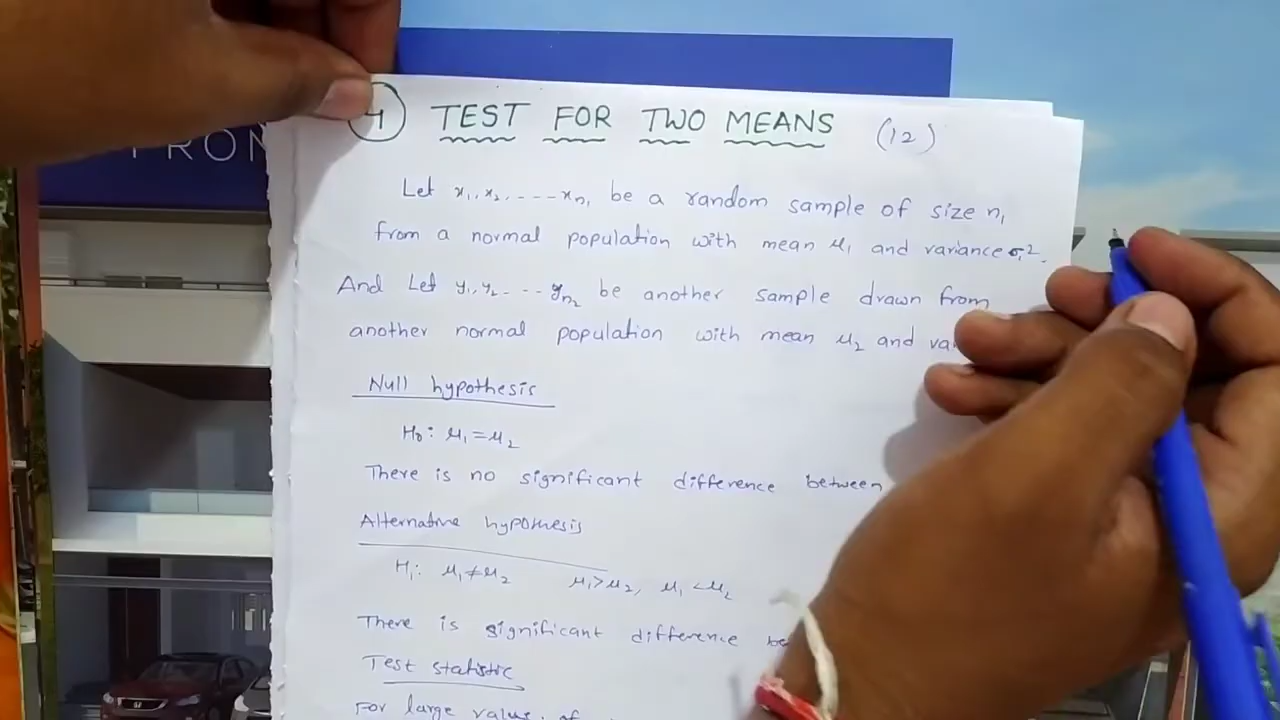 4 TEST FOR TWO MEANS (12)
Let x₁, x₂, ---- xn₁ be a random sample of size n₁
from a normal population with mean μ₁ and variance σ₁².
And Let y₁, y₂ - - - yn₂ be another sample drawn from
another normal population with mean μ₂ and
Null hypothesis
H₀: μ₁ = μ₂
There is no significant difference between
Alternative hypothesis
H₁: μ₁ ≠ μ₂ μ₁ > μ₂, μ₁ < μ₂
There is significant difference
Test statistic
For large values of